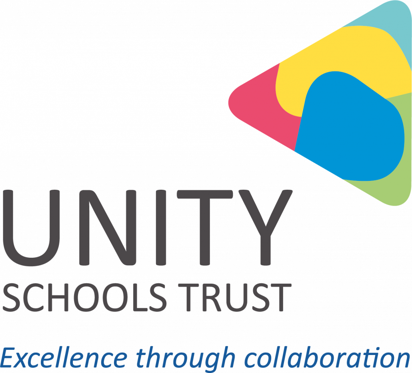 UNITY
SCHOOLS TRUST
Excellence through collaboration